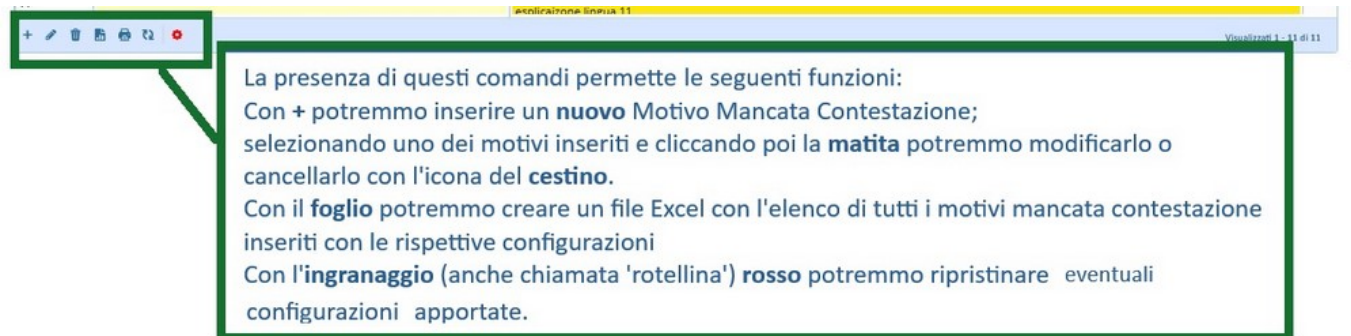 esplicaizone lingua 11
Visualizzati 1 - 11 di 11
La presenza di questi comandi permette le seguenti funzioni:
Con + potremmo inserire un nuovo Motivo Mancata Contestazione;
selezionando uno dei motivi inseriti e cliccando poi la matita potremmo modificarlo o
cancellarlo con l'icona del cestino.
Con il foglio potremmo creare un file Excel con l'elenco di tutti i motivi mancata contestazione
inseriti con le rispettive configurazioni
Con l'ingranaggio (anche chiamata 'rotellina') rosso potremmo ripristinare eventuali
configurazioni apportate.